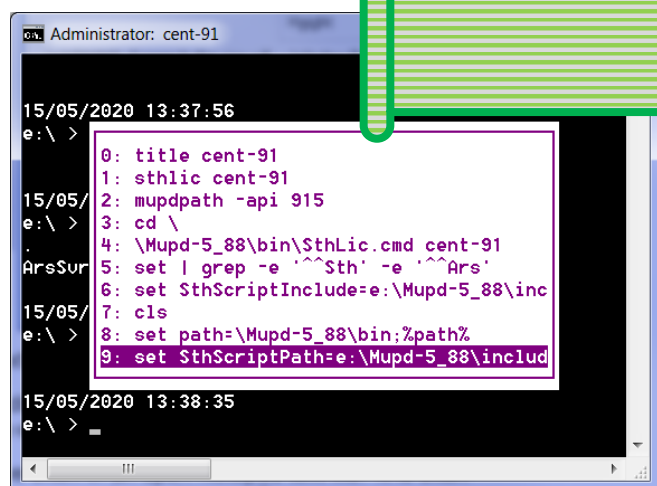 Administrator: cent-91
15/05/2020 13:37:56
e:\ >
0: title cent-91
1: sthlic cent-91
2: mupdpath -api 915
15/05/
3: cd \
e:\ >
4: \Mupd-5_88\bin\SthLic.cmd cent-91
.
5: set | grep -e '^^Sth' -e '^^Ars'
ArsSur
6: set SthScriptInclude=e:\Mupd-5_88\inc
7: cls
15/05/
8: set path=\Mupd-5_88\bin;%path%
e:\ >
9: set SthScriptPath=e:\Mupd-5_88\includ
15/05/2020 13:38:35
e:\ > _